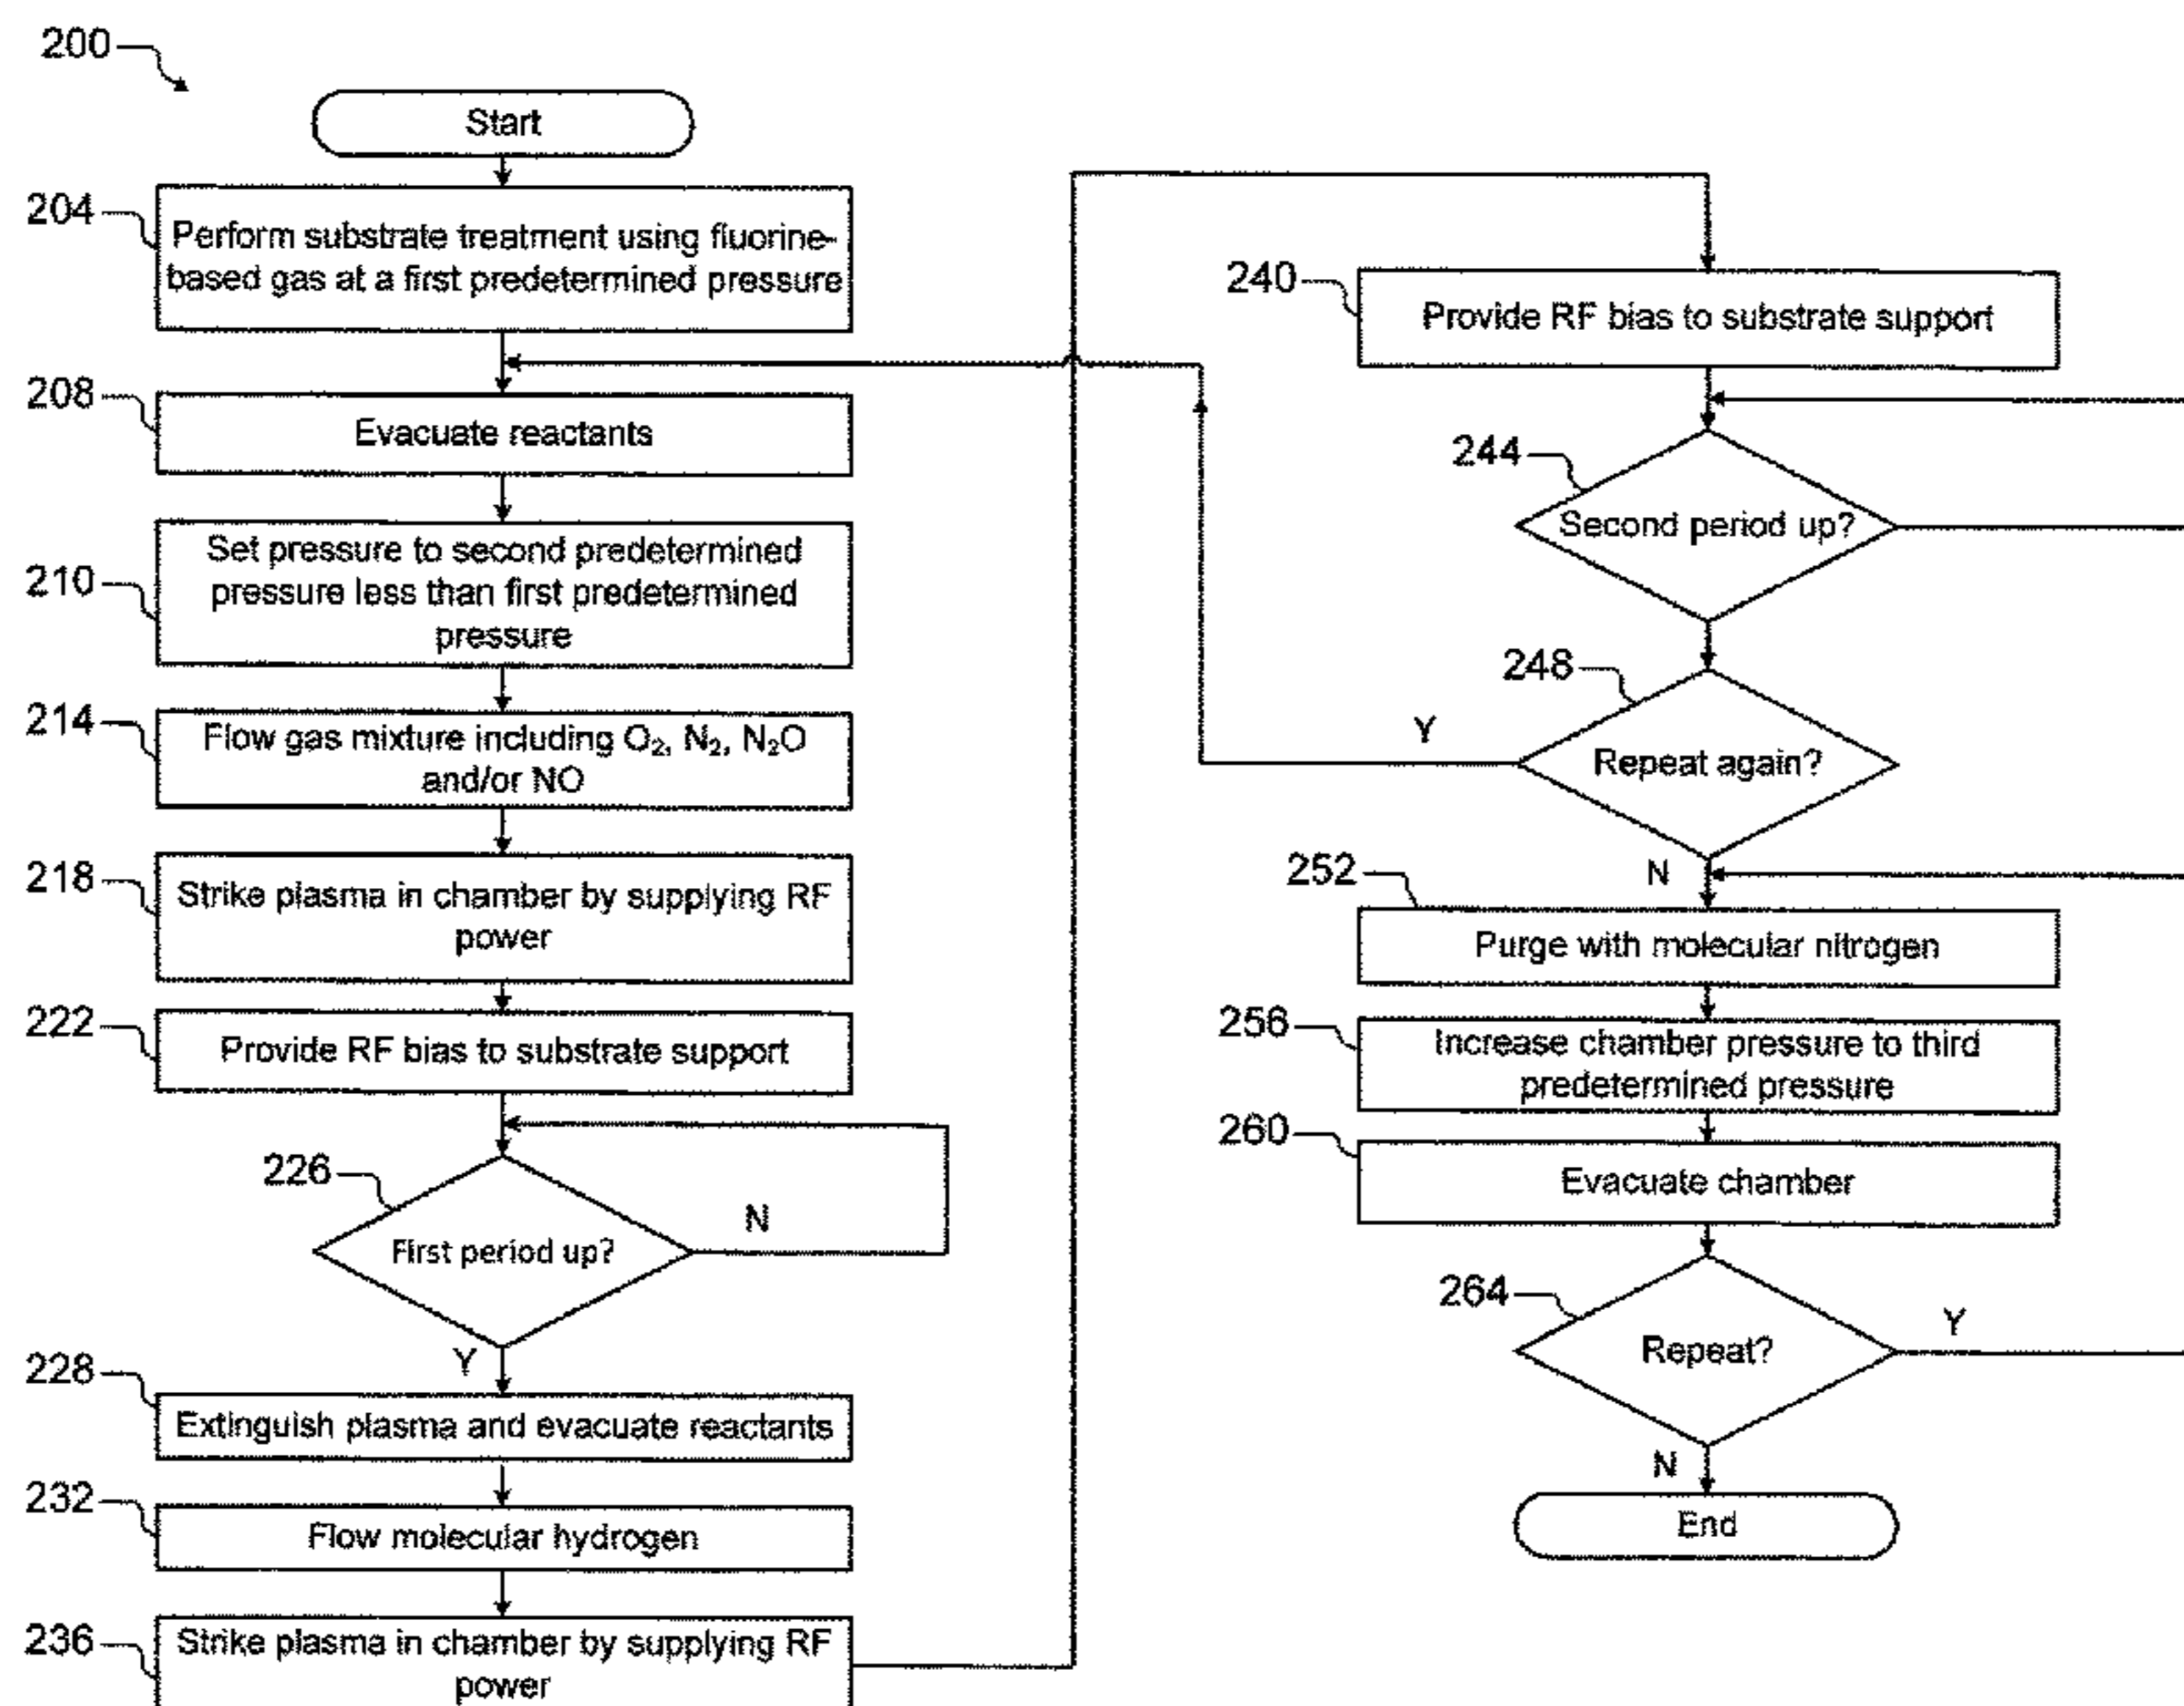 200
Start
204
Perform substrate treatment using fluorine-
based gas at a first predetermined pressure
208
Evacuate reactants
210
Set pressure to second predetermined
pressure less than first predetermined
pressure
214
Flow gas mixture including O₂, N₂, N₂O
and/or NO
218
Strike plasma in chamber by supplying RF
power
222
Provide RF bias to substrate support
226
First period up?
N
Y
228
Extinguish plasma and evacuate reactants
232
Flow molecular hydrogen
236
Strike plasma in chamber by supplying RF
power
240
Provide RF bias to substrate support
244
Second period up?
248
Y
Repeat again?
N
252
Purge with molecular nitrogen
256
Increase chamber pressure to third
predetermined pressure
260
Evacuate chamber
264
Repeat?
Y
N
End